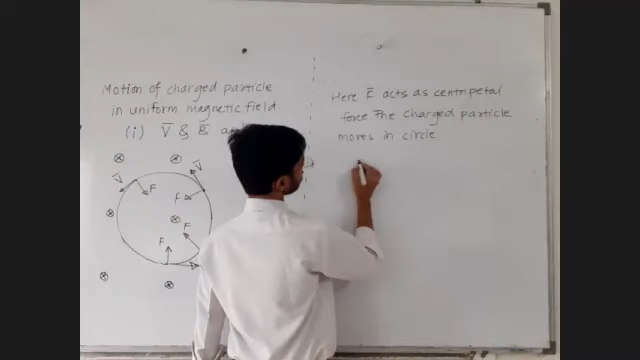 Motion of charged particle
in uniform magnetic field
(i) V̄ & B̄
V̄
F
F
V̄
F
F
Here F̄ acts as centripetal
force The charged particle
moves in circle